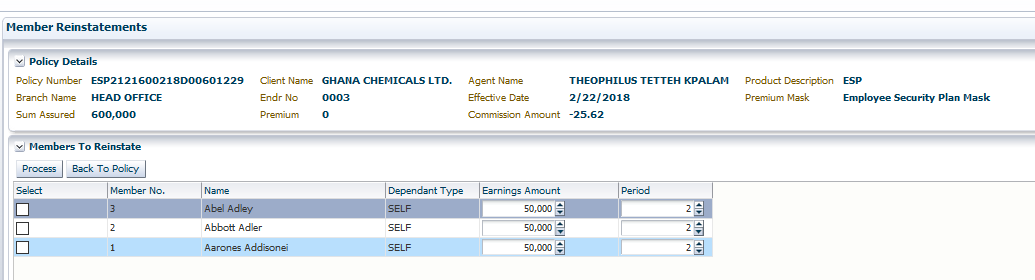 Member Reinstatements
Policy Details
Policy Number ESP2121600218D00601229 Client Name GHANA CHEMICALS LTD. Agent Name THEOPHILUS TETTEH KPALAM Product Description ESP
Branch Name HEAD OFFICE Endr No 0003 Effective Date 2/22/2018 Premium Mask Employee Security Plan Mask
Sum Assured 600,000 Premium 0 Commission Amount -25.62
Members To Reinstate
Process Back To Policy
Select Member No. Name Dependant Type Earnings Amount Period
3 Abel Adley SELF 50,000 2
2 Abbott Adler SELF 50,000 2
1 Aarones Addisonei SELF 50,000 2